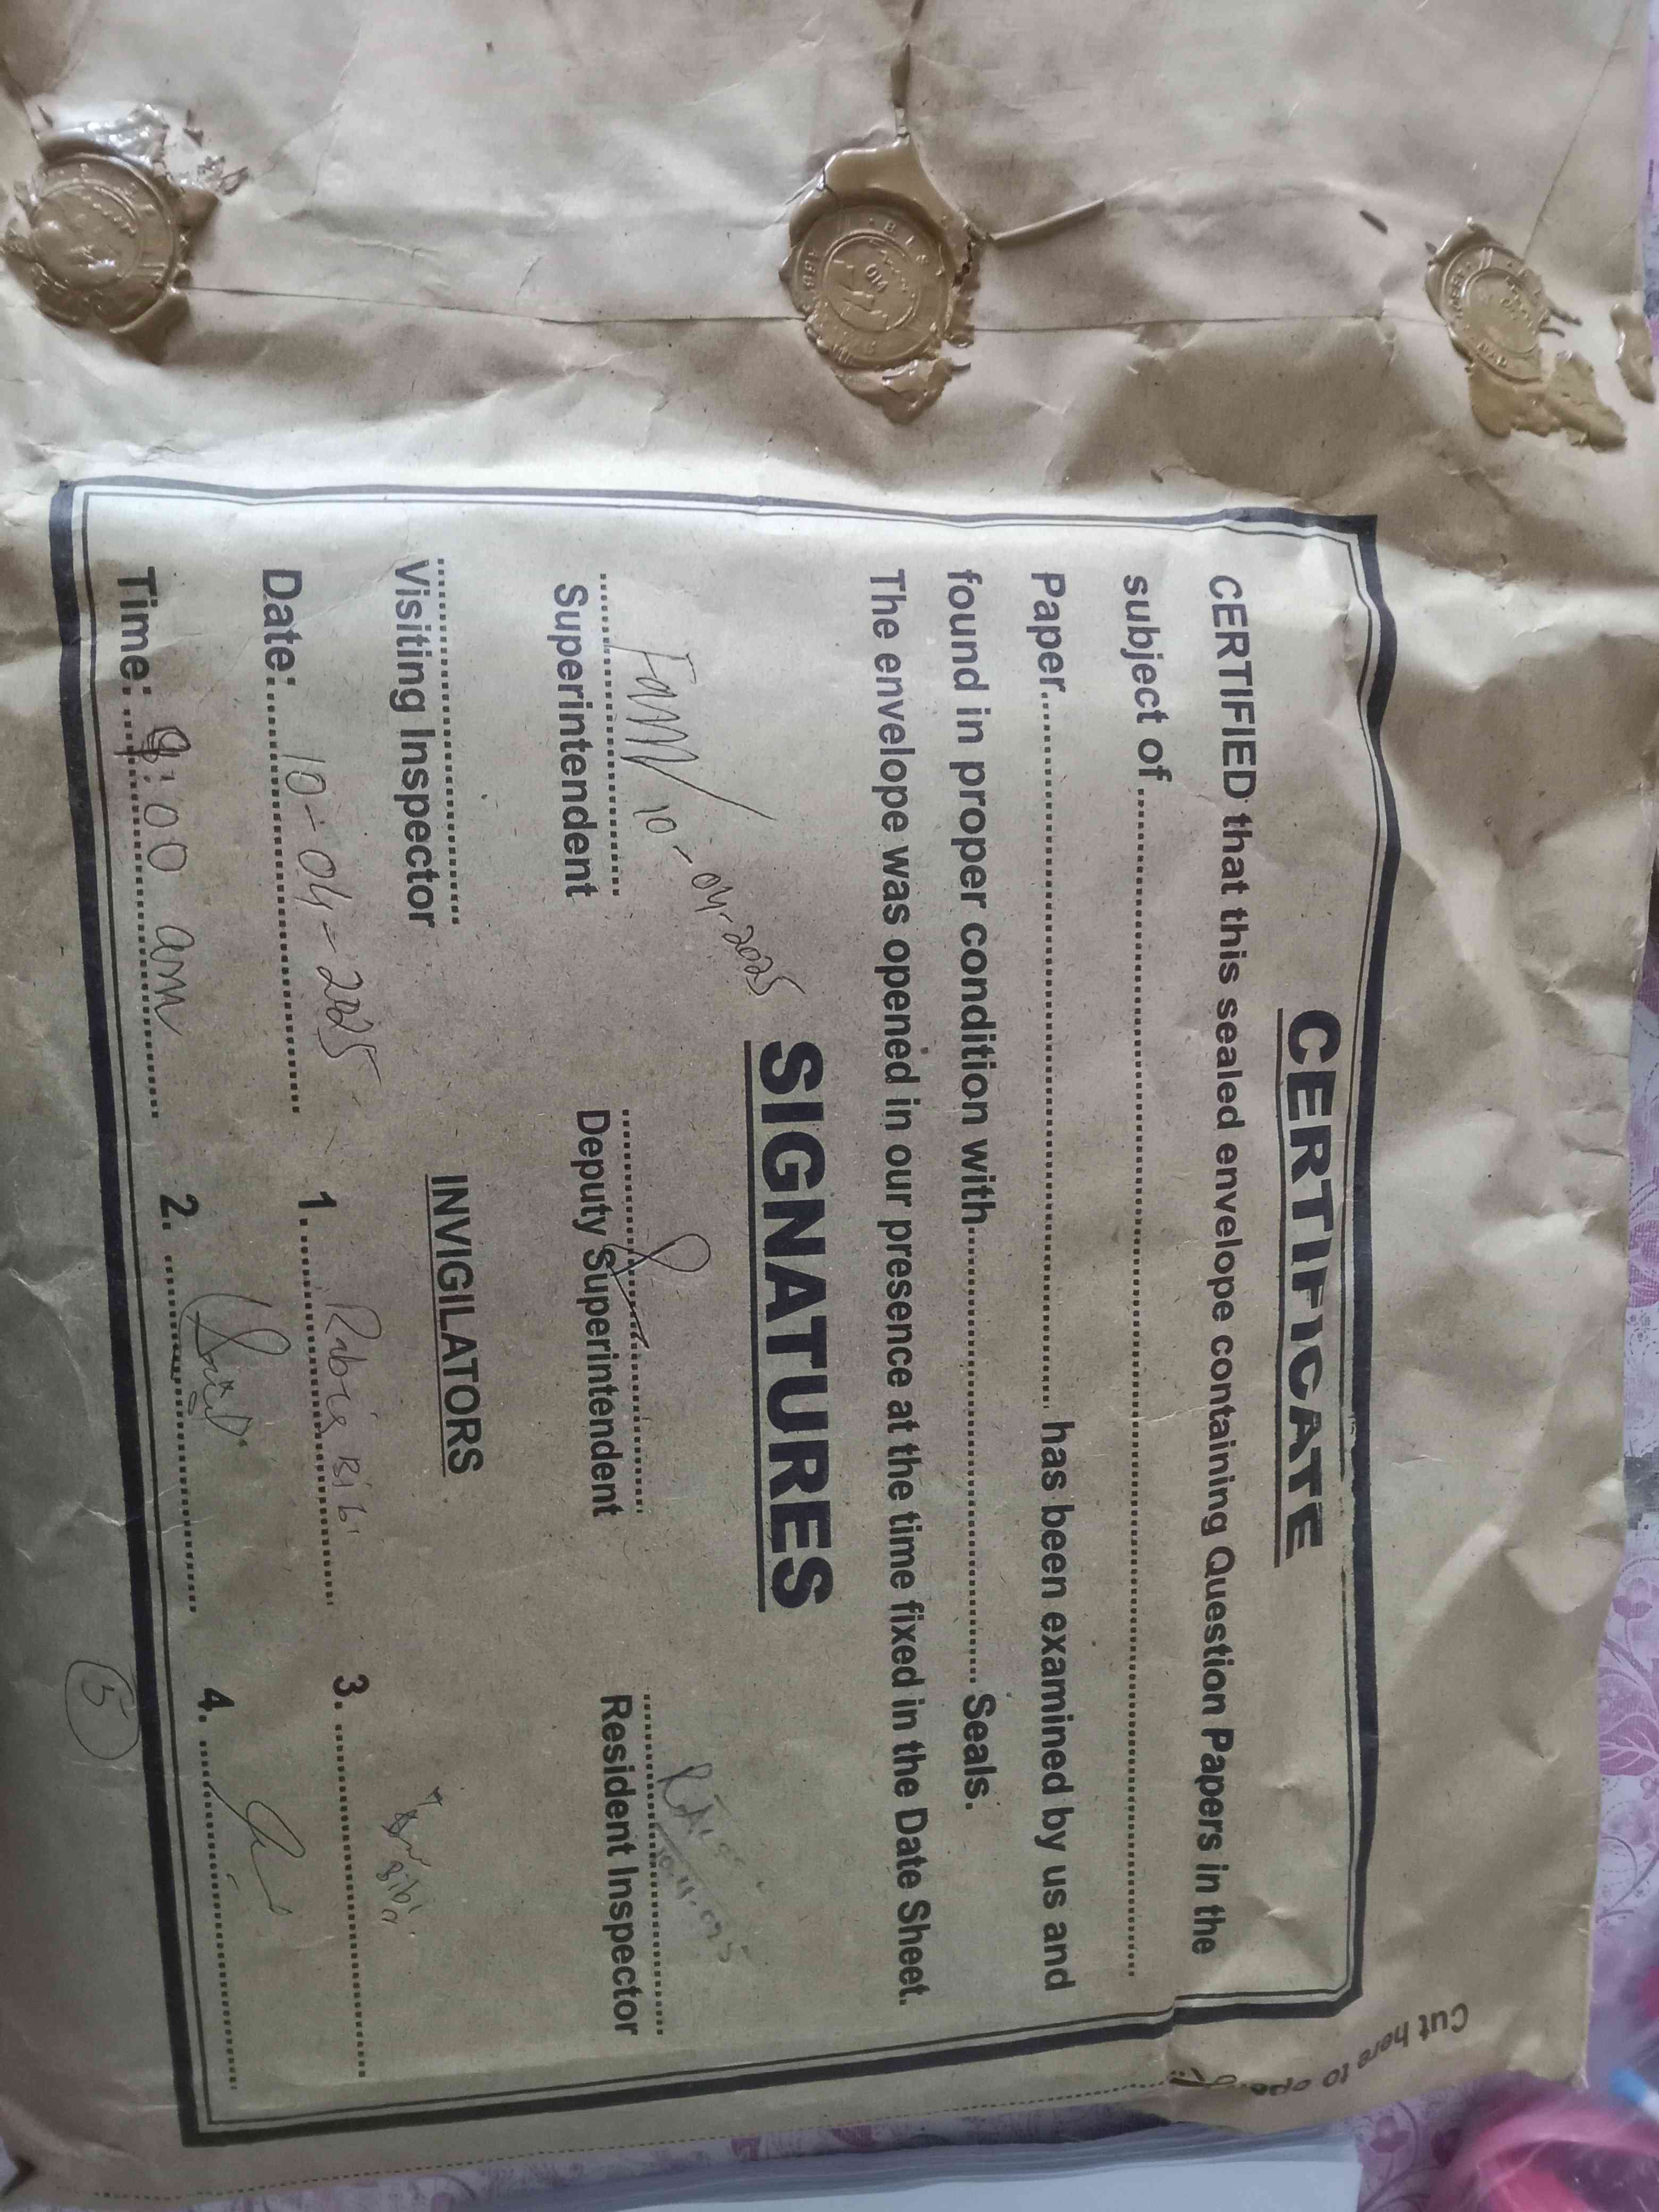 CERTIFICATE
CERTIFIED that this sealed envelope containing Question Papers in the
subject of
Paper has been examined by us and
found in proper condition with Seals.
The envelope was opened in our presence at the time fixed in the Date Sheet.
SIGNATURES
10-04-2025
Superintendent Deputy Superintendent Resident Inspector
Visiting Inspector INVIGILATORS
Date: 10-04-2025 1. Rabia Bibi 3.
Time: :00 am 2. 4.
5
Cut here to open